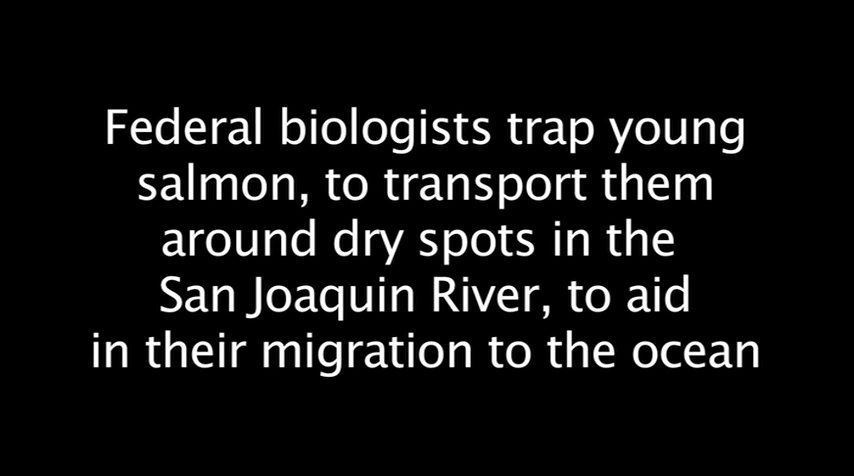 Federal biologists trap young
salmon, to transport them
around dry spots in the
San Joaquin River, to aid
in their migration to the ocean